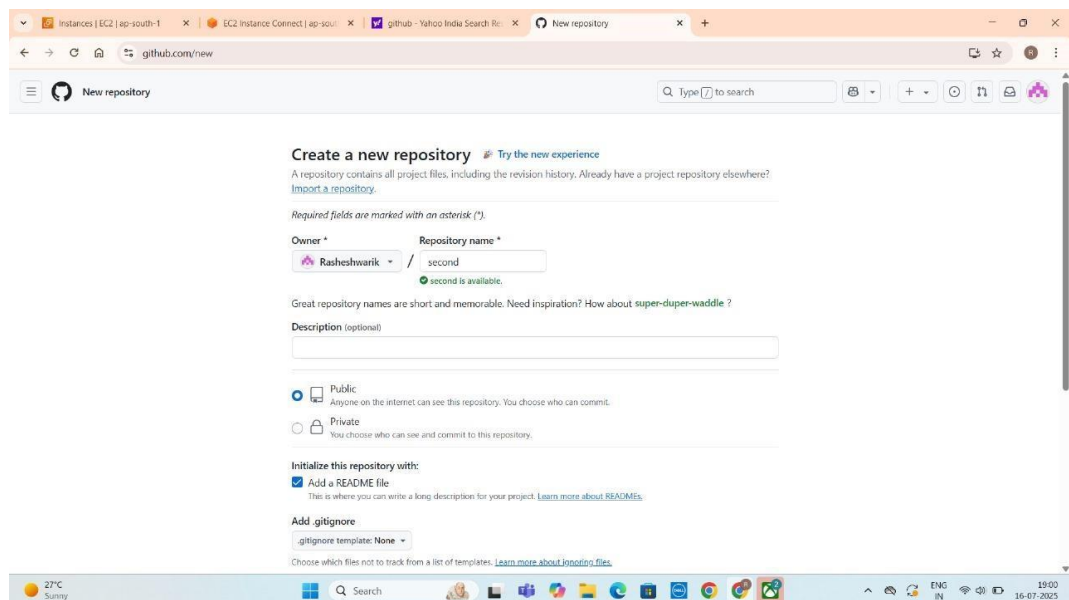 Instances | EC2 | ap-south-1
EC2 Instance Connect | ap-sout
github - Yahoo India Search Re
New repository
github.com/new
R
New repository
Type / to search
Create a new repository
Try the new experience
A repository contains all project files, including the revision history. Already have a project repository elsewhere?
Import a repository.
Required fields are marked with an asterisk (*).
Owner *
Repository name *
Rasheshwarik
/
second
second is available.
Great repository names are short and memorable. Need inspiration? How about super-duper-waddle ?
Description (optional)
Public
Anyone on the internet can see this repository. You choose who can commit.
Private
You choose who can see and commit to this repository.
Initialize this repository with:
Add a README file
This is where you can write a long description for your project. Learn more about READMEs.
Add .gitignore
.gitignore template: None
Choose which files not to track from a list of templates. Learn more about ignoring files.
27°C
Sunny
Search
ENG
IN
19:00
16-07-2025